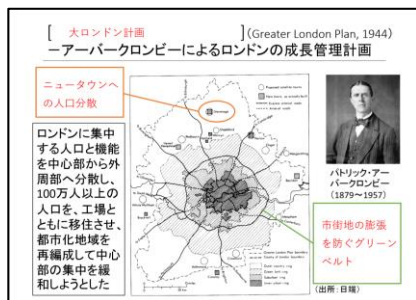 [ 大ロンドン計画 ](Greater London Plan, 1944)
－アーバークロンビーによるロンドンの成長管理計画
ニュータウンへ
の人口分散
ロンドンに集中
する人口と機能
を中心部から外
周部へ分散し、
100万人以上の
人口を、工場と
ともに移住させ、
都市化地域を
再編成して中心
部の集中を緩
和しようとした
パトリック・アー
バークロンビー
(1879〜1957)
市街地の膨張
を防ぐグリーン
ベルト
(出所:日端)